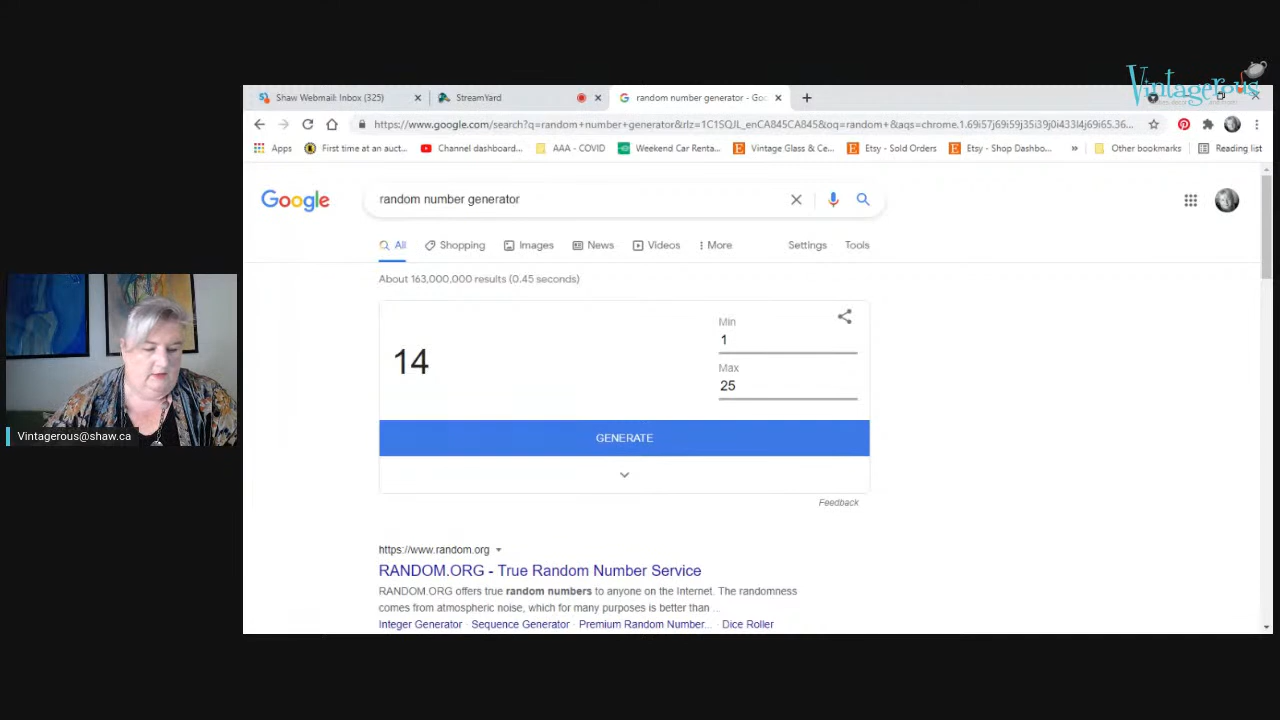 Vintagerous
Shaw Webmail: Inbox (325)
StreamYard
random number generator - Goo
https://www.google.com/search?q=random+number+generator&rlz=1C1SQJL_enCA845CA845&oq=random+&aqs=chrome.1.69i57j69i59j35i39j0i433l4j69i65.36...
Apps
First time at an auct...
Channel dashboard...
AAA - COVID
Weekend Car Renta...
Vintage Glass & Ce...
Etsy - Sold Orders
Etsy - Shop Dashbo...
»
Other bookmarks
Reading list
Google
random number generator
All
Shopping
Images
News
Videos
More
Settings
Tools
About 163,000,000 results (0.45 seconds)
14
Min
1
Max
25
GENERATE
Feedback
Vintagerous@shaw.ca
https://www.random.org
RANDOM.ORG - True Random Number Service
RANDOM.ORG offers true random numbers to anyone on the Internet. The randomness
comes from atmospheric noise, which for many purposes is better than ...
Integer Generator · Sequence Generator · Premium Random Number... · Dice Roller